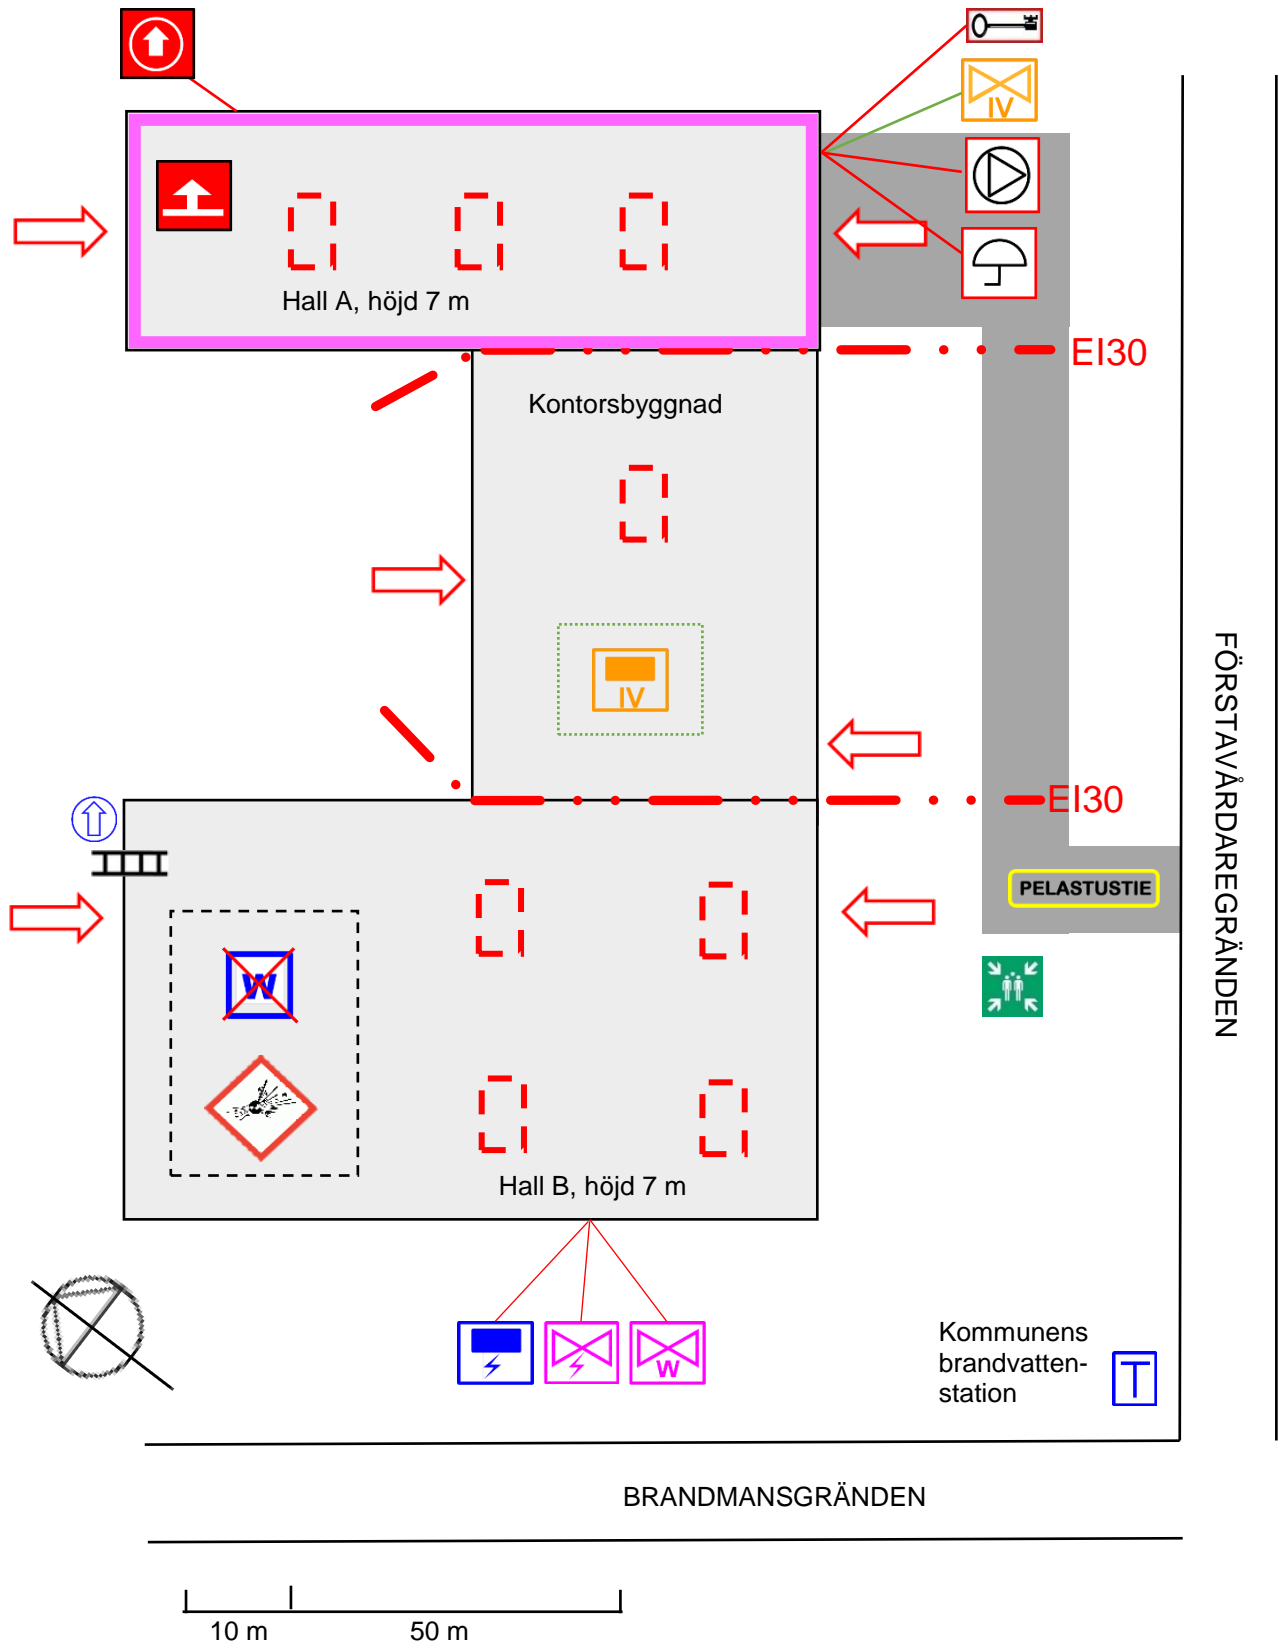 IV
Hall A, höjd 7 m
EI30
Kontorsbyggnad
IV
EI30
PELASTUSTIE
FÖRSTAVÅRDAREGRÄNDEN
W
Hall B, höjd 7 m
W
Kommunens
brandvatten-
station
T
BRANDMANSGRÄNDEN
10 m
50 m